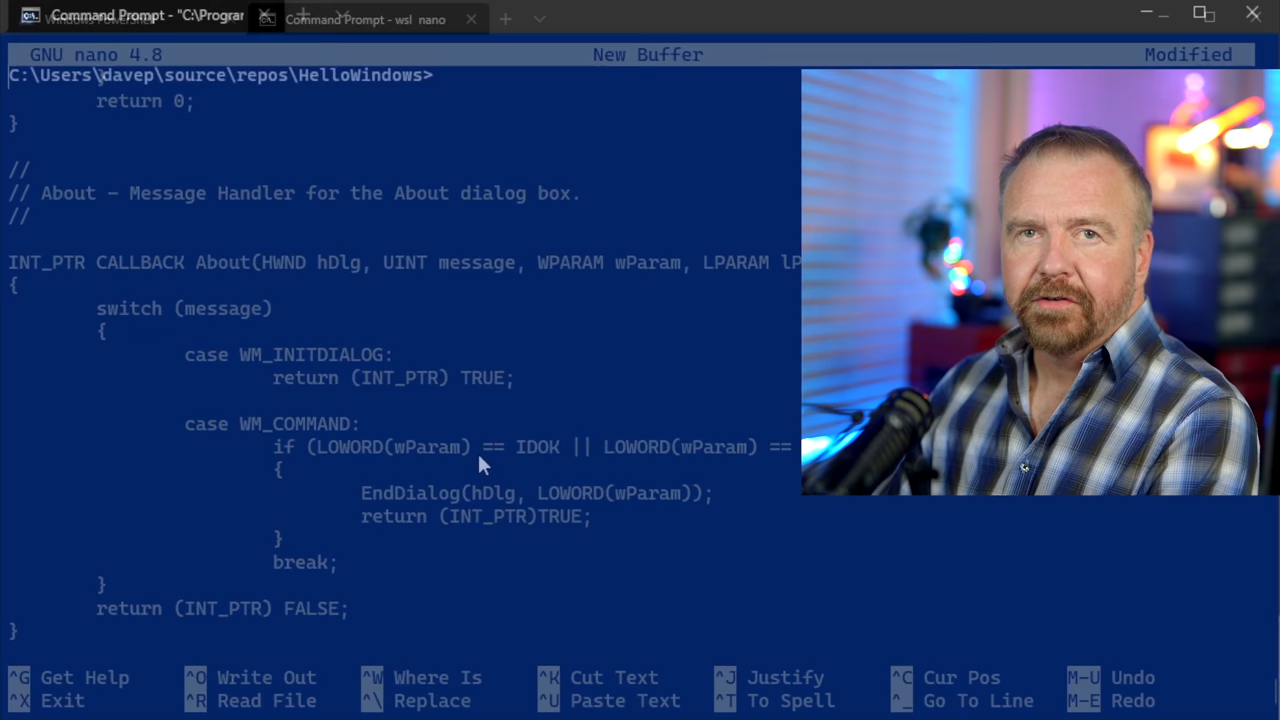 Command Prompt - "C:\Progran
Command Prompt - wsl nano
GNU nano 4.8 New Buffer Modified
C:\Users\davep\source\repos\HelloWindows>
}
return 0;
}
//
// About - Message Handler for the About dialog box.
//
INT_PTR CALLBACK About(HWND hDlg, UINT message, WPARAM wParam, LPARAM lP
{
switch (message)
{
case WM_INITDIALOG:
return (INT_PTR) TRUE;
case WM_COMMAND:
if (LOWORD(wParam) == IDOK || LOWORD(wParam) ==
{
EndDialog(hDlg, LOWORD(wParam));
return (INT_PTR)TRUE;
}
break;
}
return (INT_PTR) FALSE;
}
^G Get Help ^O Write Out ^W Where Is ^K Cut Text ^J Justify ^C Cur Pos M-U Undo
^X Exit ^R Read File ^\ Replace ^U Paste Text ^T To Spell ^_ Go To Line M-E Redo